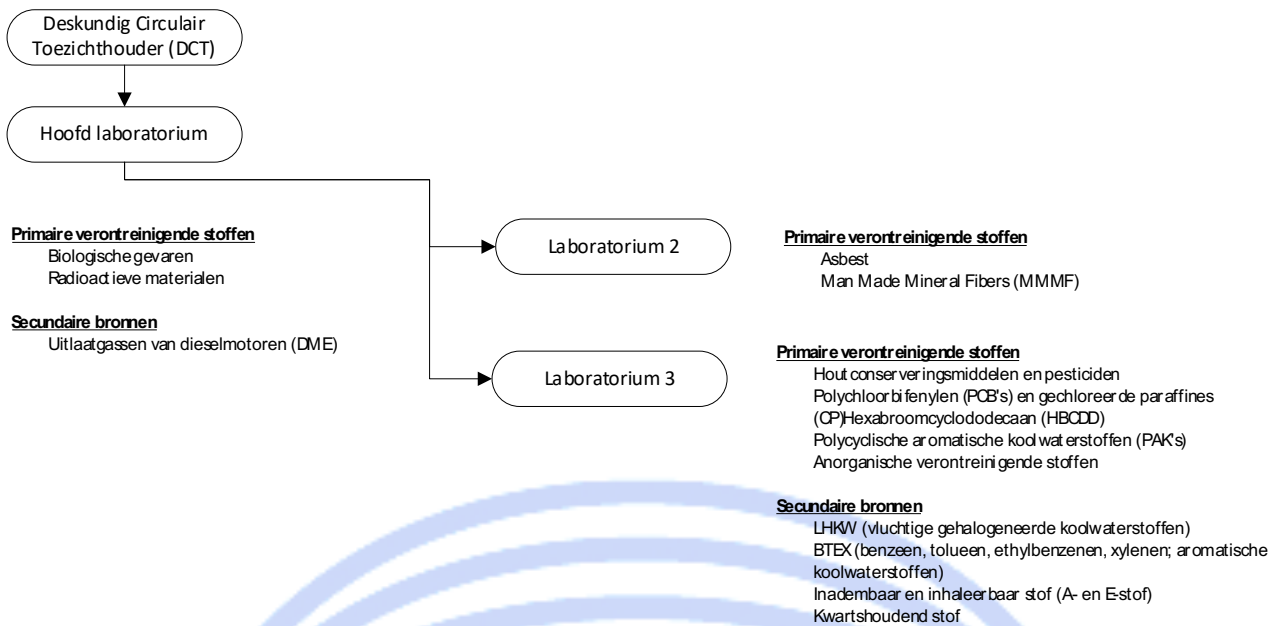 Deskundig Circulair
Toezichthouder (DCT)
Hoofd laboratorium
Primaire verontreinigende stoffen
Biologische gevaren
Radioactieve materialen
Secundaire bronnen
Uitlaatgassen van dieselmotoren (DME)
Laboratorium 2
Primaire verontreinigende stoffen
Asbest
Man Made Mineral Fibers (MMMF)
Laboratorium 3
Primaire verontreinigende stoffen
Houtconserveringsmiddelen en pesticiden
Polychloorbifenylen (PCB's) en gechloreerde paraffines
(CP)Hexabroomcyclododecaan (HBCDD)
Polycyclische aromatische koolwaterstoffen (PAK's)
Anorganische verontreinigende stoffen
Secundaire bronnen
LHKW (vluchtige gehalogeneerde koolwaterstoffen)
BTEX (benzeen, tolueen, ethylbenzenen, xylenen; aromatische
koolwaterstoffen)
Inadembaar en inhaleerbaar stof (A- en E-stof)
Kwartshoudend stof